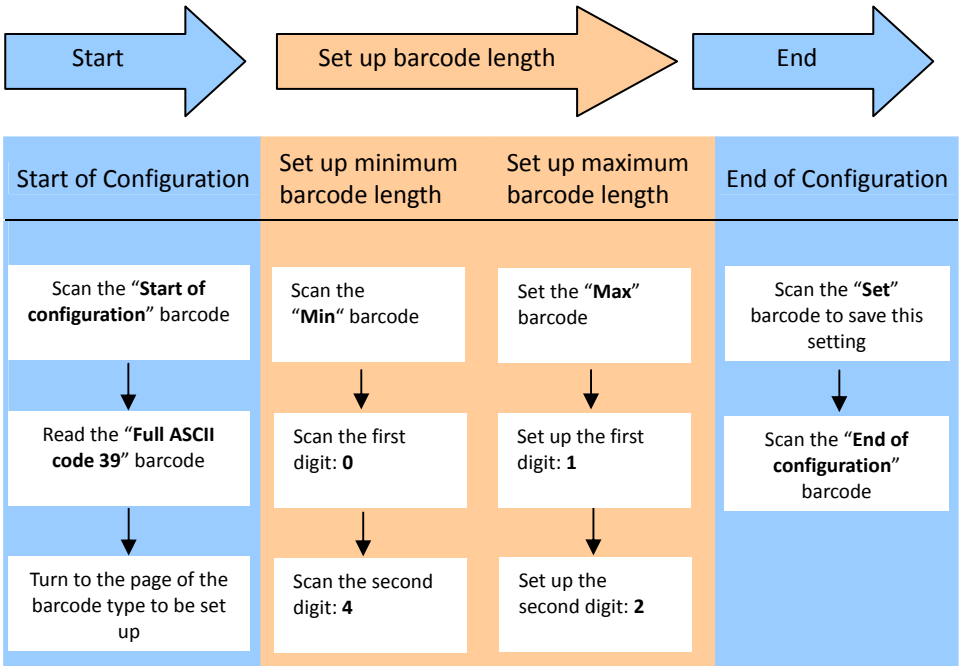 Start
Set up barcode length
End
Start of Configuration
Set up minimum
barcode length
Set up maximum
barcode length
End of Configuration
Scan the “Start of
configuration” barcode
Read the “Full ASCII
code 39” barcode
Turn to the page of the
barcode type to be set
up
Scan the
“Min“ barcode
Scan the first
digit: 0
Scan the second
digit: 4
Set the “Max”
barcode
Set up the first
digit: 1
Set up the
second digit: 2
Scan the “Set”
barcode to save this
setting
Scan the “End of
configuration”
barcode